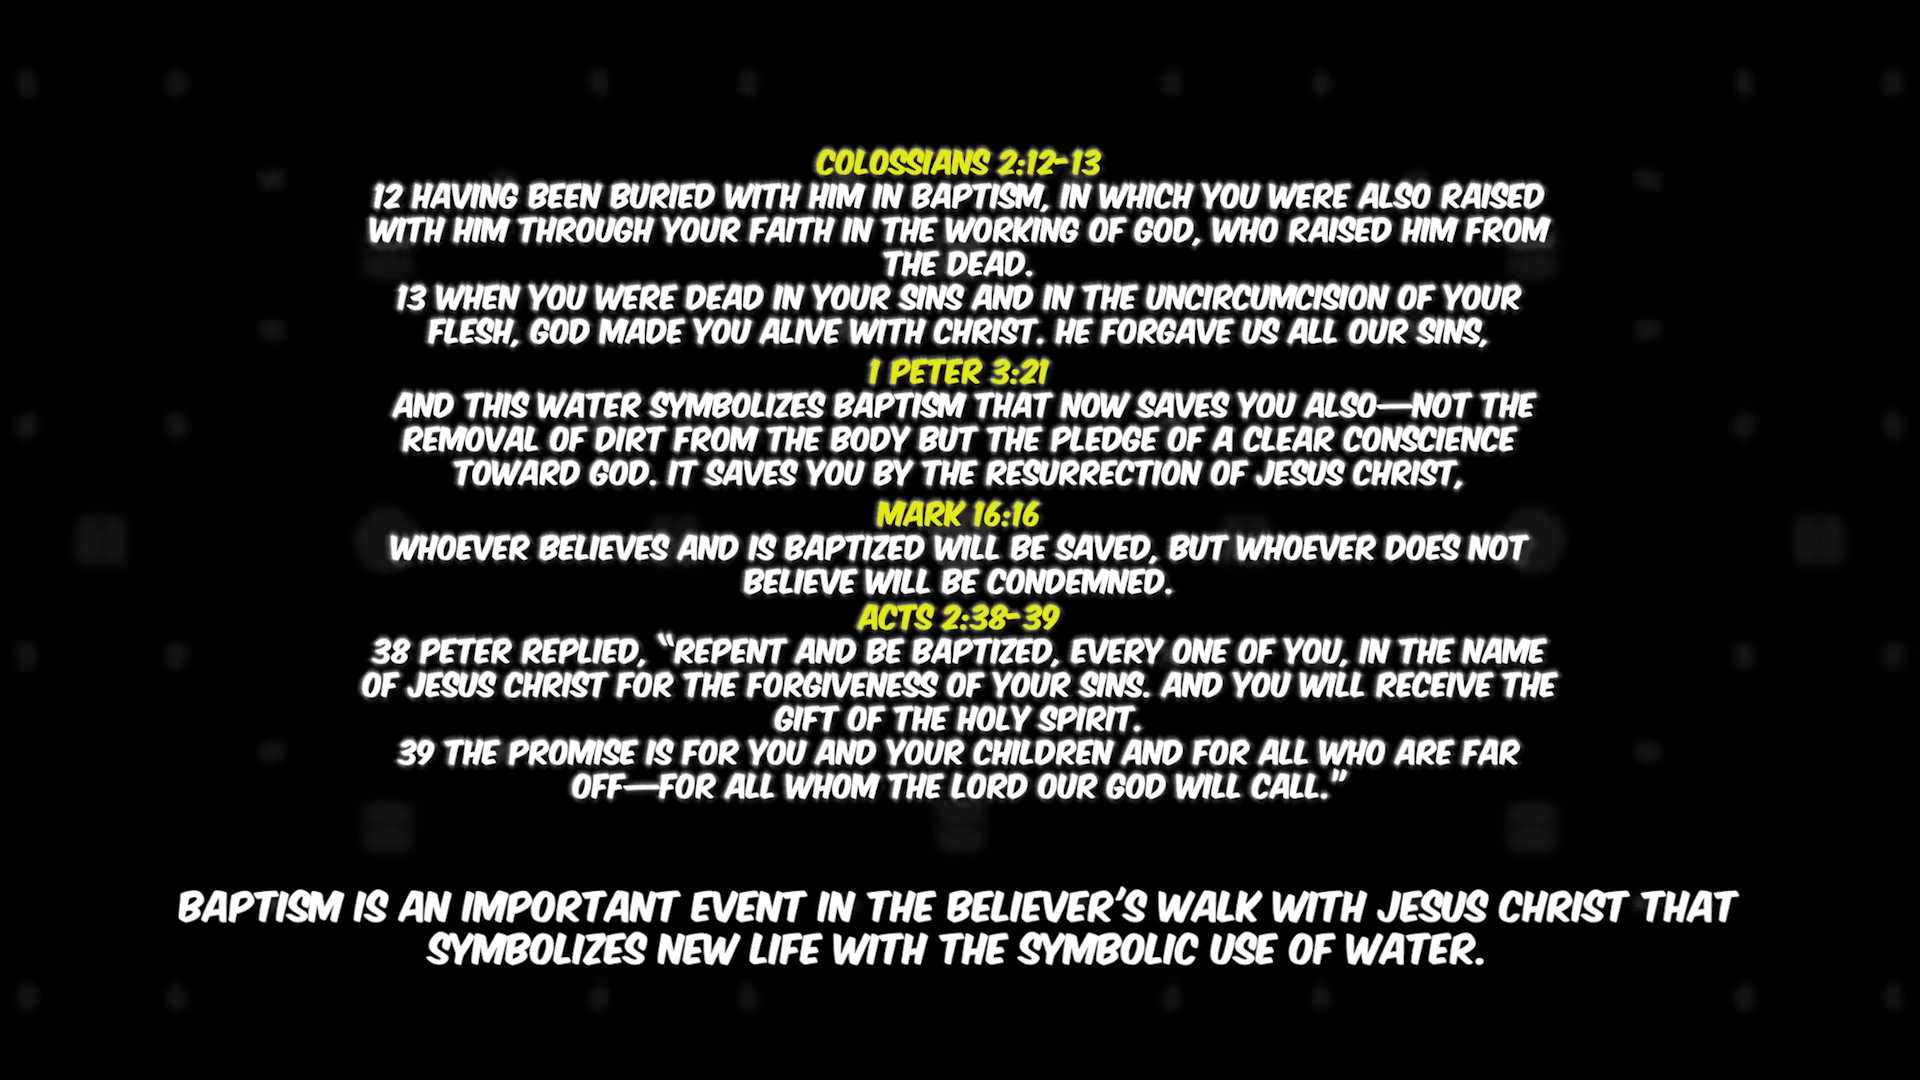 COLOSSIANS 2:12-13
12 HAVING BEEN BURIED WITH HIM IN BAPTISM, IN WHICH YOU WERE ALSO RAISED
WITH HIM THROUGH YOUR FAITH IN THE WORKING OF GOD, WHO RAISED HIM FROM
THE DEAD.
13 WHEN YOU WERE DEAD IN YOUR SINS AND IN THE UNCIRCUMCISION OF YOUR
FLESH, GOD MADE YOU ALIVE WITH CHRIST. HE FORGAVE US ALL OUR SINS,
1 PETER 3:21
AND THIS WATER SYMBOLIZES BAPTISM THAT NOW SAVES YOU ALSO—NOT THE
REMOVAL OF DIRT FROM THE BODY BUT THE PLEDGE OF A CLEAR CONSCIENCE
TOWARD GOD. IT SAVES YOU BY THE RESURRECTION OF JESUS CHRIST,
MARK 16:16
WHOEVER BELIEVES AND IS BAPTIZED WILL BE SAVED, BUT WHOEVER DOES NOT
BELIEVE WILL BE CONDEMNED.
ACTS 2:38-39
38 PETER REPLIED, “REPENT AND BE BAPTIZED, EVERY ONE OF YOU, IN THE NAME
OF JESUS CHRIST FOR THE FORGIVENESS OF YOUR SINS. AND YOU WILL RECEIVE THE
GIFT OF THE HOLY SPIRIT.
39 THE PROMISE IS FOR YOU AND YOUR CHILDREN AND FOR ALL WHO ARE FAR
OFF—FOR ALL WHOM THE LORD OUR GOD WILL CALL.”
BAPTISM IS AN IMPORTANT EVENT IN THE BELIEVER'S WALK WITH JESUS CHRIST THAT
SYMBOLIZES NEW LIFE WITH THE SYMBOLIC USE OF WATER.